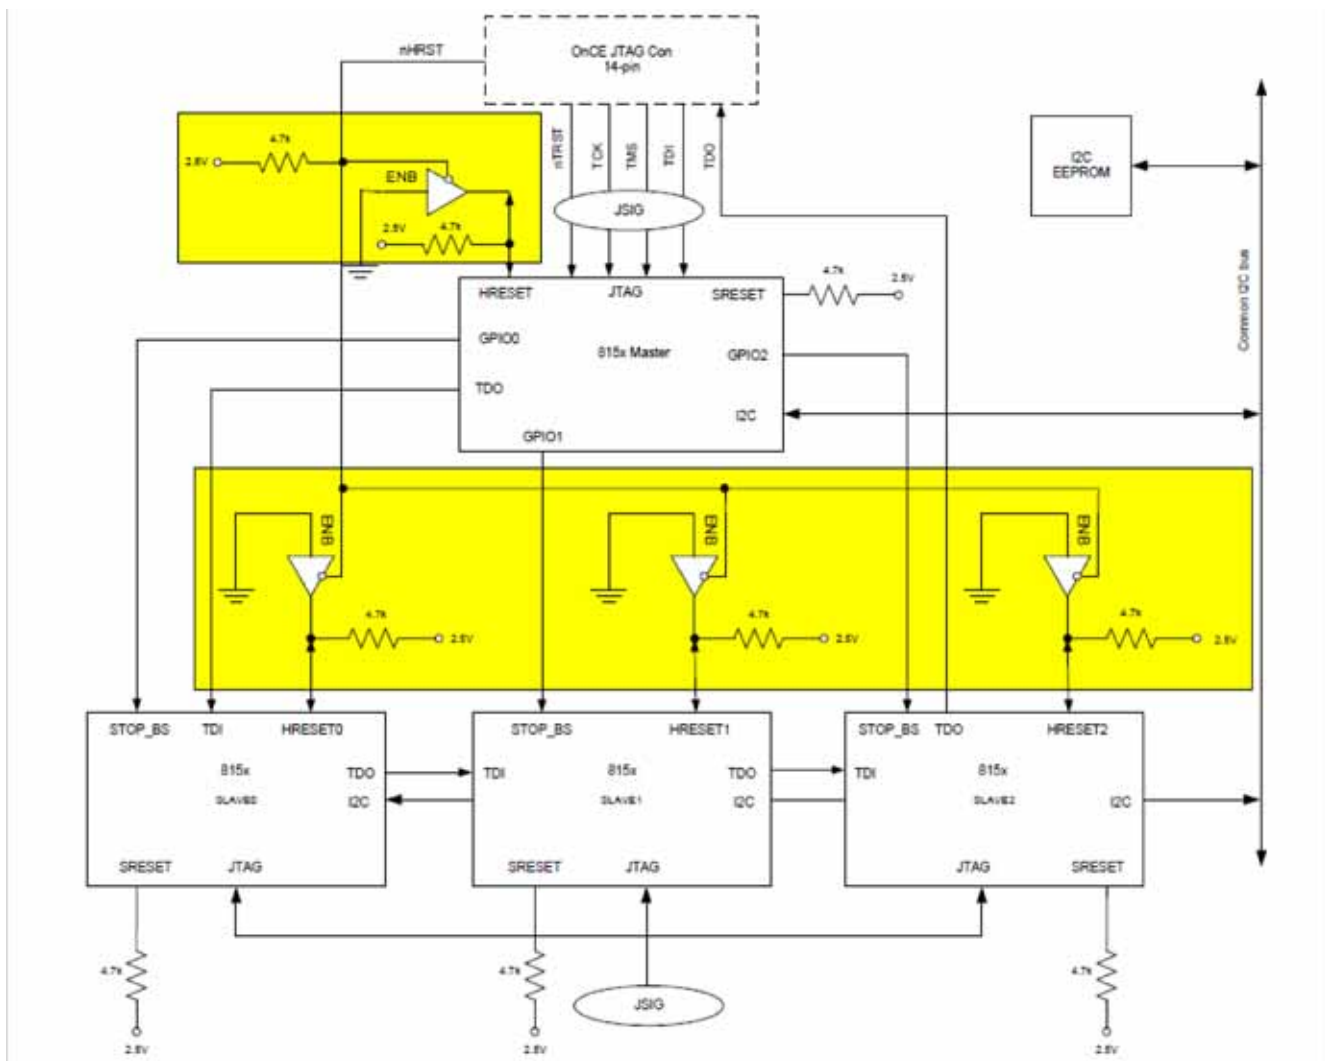 nHRST
OnCE JTAG Con
14-pin
4.7k
2.5V
ENB
2.5V
4.7k
nTRST
TCK
TMS
TDI
TDO
JSIG
I2C
EEPROM
Common I2C bus
HRESET
JTAG
SRESET
4.7k
2.5V
GPIO0
815x Master
GPIO2
TDO
I2C
GPIO1
ENB
ENB
ENB
4.7k
2.5V
4.7k
2.5V
4.7k
2.5V
STOP_BS
TDI
HRESET0
STOP_BS
HRESET1
STOP_BS
TDO
HRESET2
815x
TDO
TDI
815x
TDO
TDI
815x
SLAVE0
I2C
SLAVE1
I2C
SLAVE2
I2C
SRESET
JTAG
SRESET
JTAG
JTAG
SRESET
4.7k
4.7k
4.7k
JSIG
2.5V
2.5V
2.5V